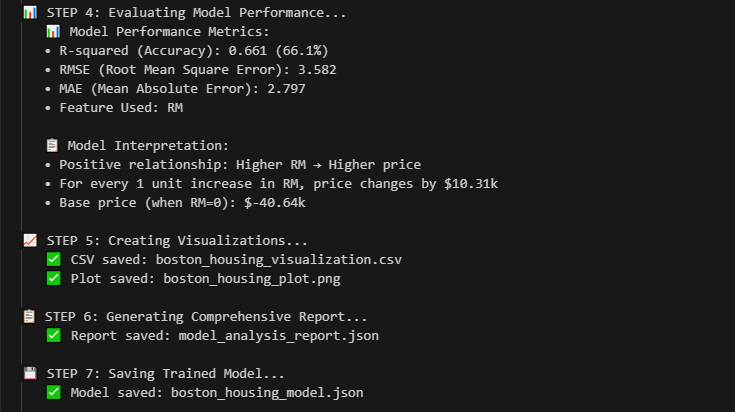 📊 STEP 4: Evaluating Model Performance...
📊 Model Performance Metrics:
• R-squared (Accuracy): 0.661 (66.1%)
• RMSE (Root Mean Square Error): 3.582
• MAE (Mean Absolute Error): 2.797
• Feature Used: RM
📋 Model Interpretation:
• Positive relationship: Higher RM → Higher price
• For every 1 unit increase in RM, price changes by $10.31k
• Base price (when RM=0): $-40.64k
📈 STEP 5: Creating Visualizations...
✅ CSV saved: boston_housing_visualization.csv
✅ Plot saved: boston_housing_plot.png
📋 STEP 6: Generating Comprehensive Report...
✅ Report saved: model_analysis_report.json
💾 STEP 7: Saving Trained Model...
✅ Model saved: boston_housing_model.json